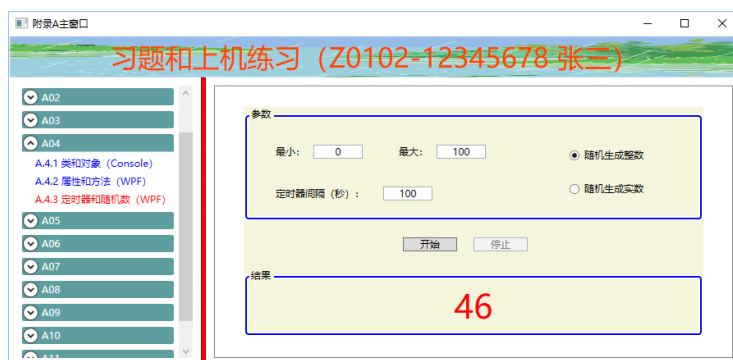 附录A主窗口
习题和上机练习（Z0102-12345678 张三）
A02
A03
A04
A.4.1 类和对象（Console）
A.4.2 属性和方法（WPF）
A.4.3 定时器和随机数（WPF）
A05
A06
A07
A08
A09
A10
A11
参数
最小： 0 最大： 100 随机生成整数
定时器间隔（秒）： 100 随机生成实数
开始 停止
结果
46